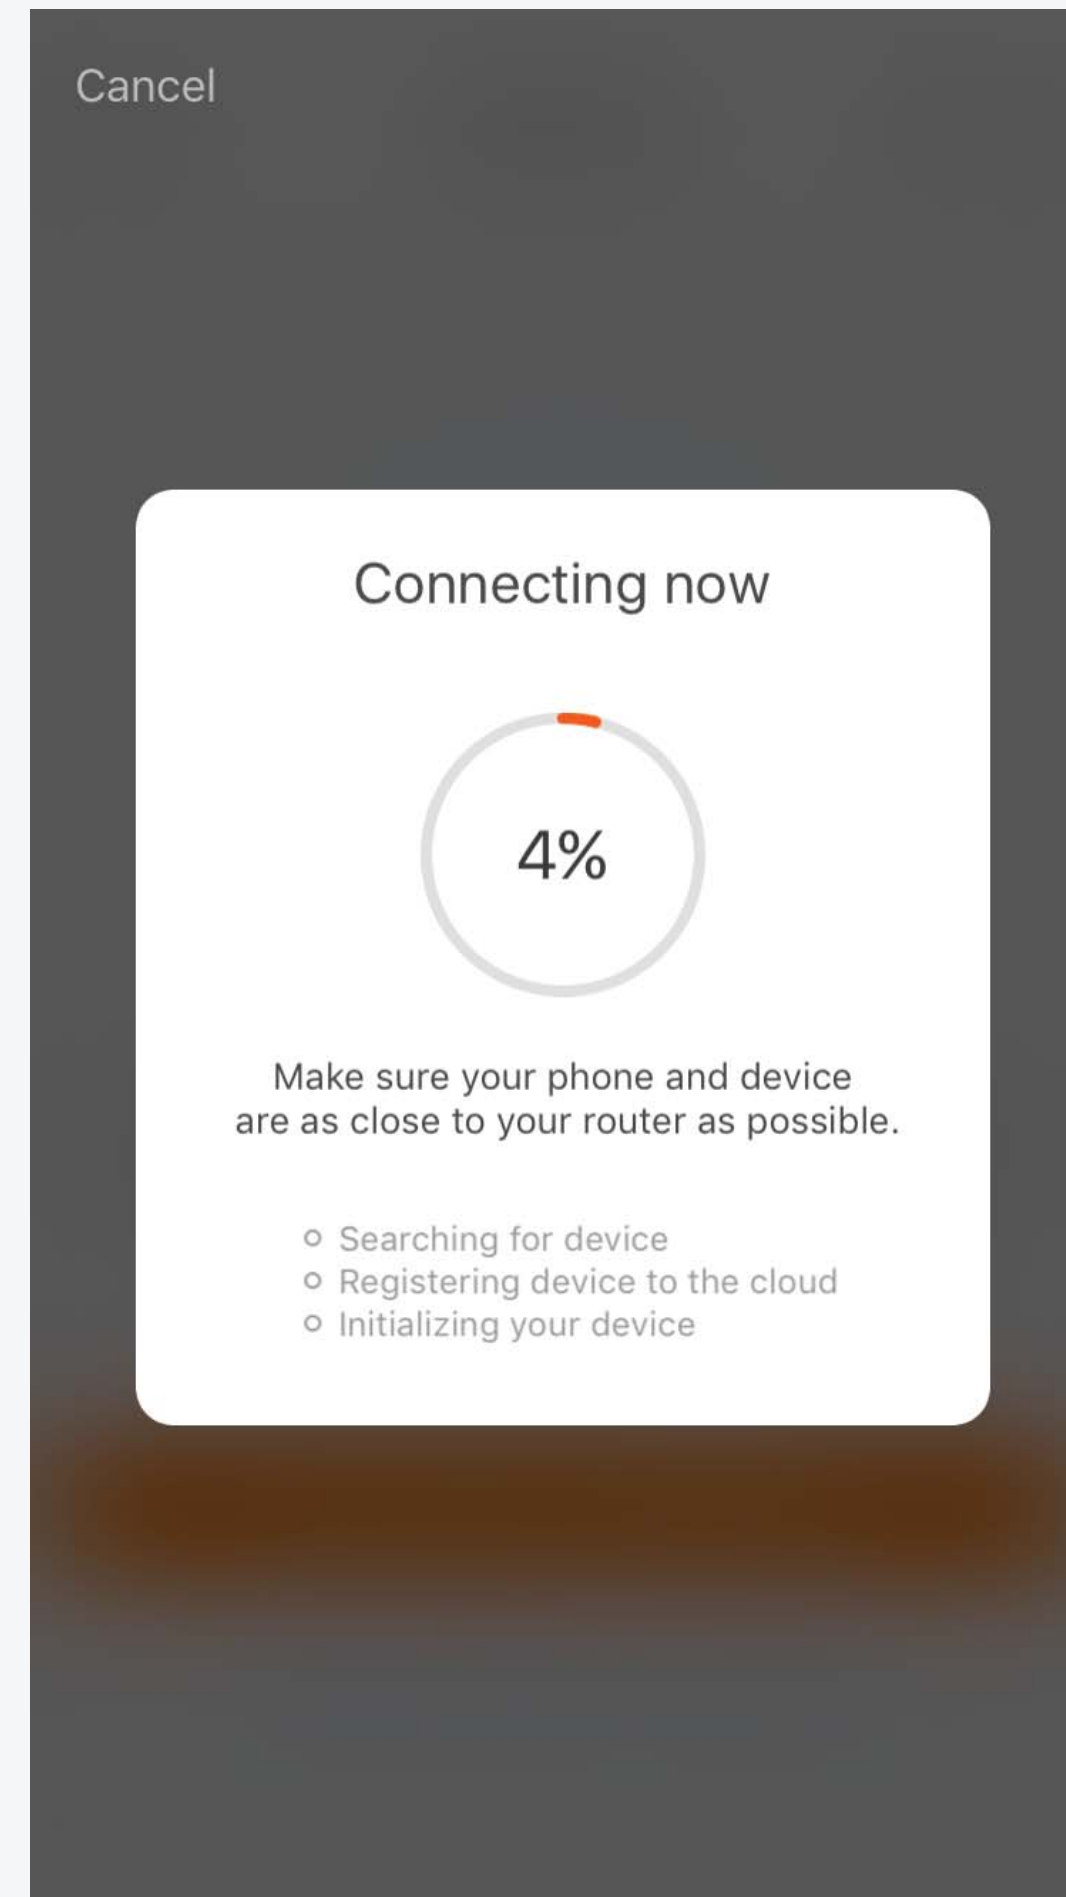 Cancel
Connecting now
4%
Make sure your phone and device
are as close to your router as possible.
Searching for device
Registering device to the cloud
Initializing your device